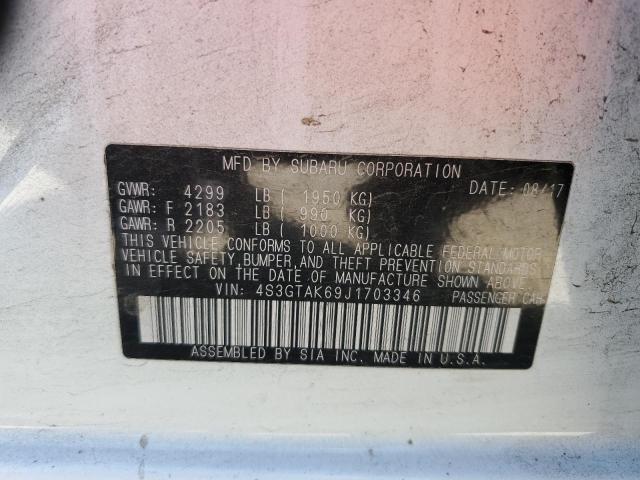 MFD BY SUBARU CORPORATION
GVWR: 4299 LB ( 1950 KG) DATE: 08/17
GAWR: F 2183 LB ( 990 KG)
GAWR: R 2205 LB ( 1000 KG)
THIS VEHICLE CONFORMS TO ALL APPLICABLE FEDERAL MOTOR
VEHICLE SAFETY, BUMPER, AND THEFT PREVENTION STANDARDS
IN EFFECT ON THE DATE OF MANUFACTURE SHOWN ABOVE.
VIN: 4S3GTAK69J1703346 PASSENGER CAR
ASSEMBLED BY SIA INC. MADE IN U.S.A.